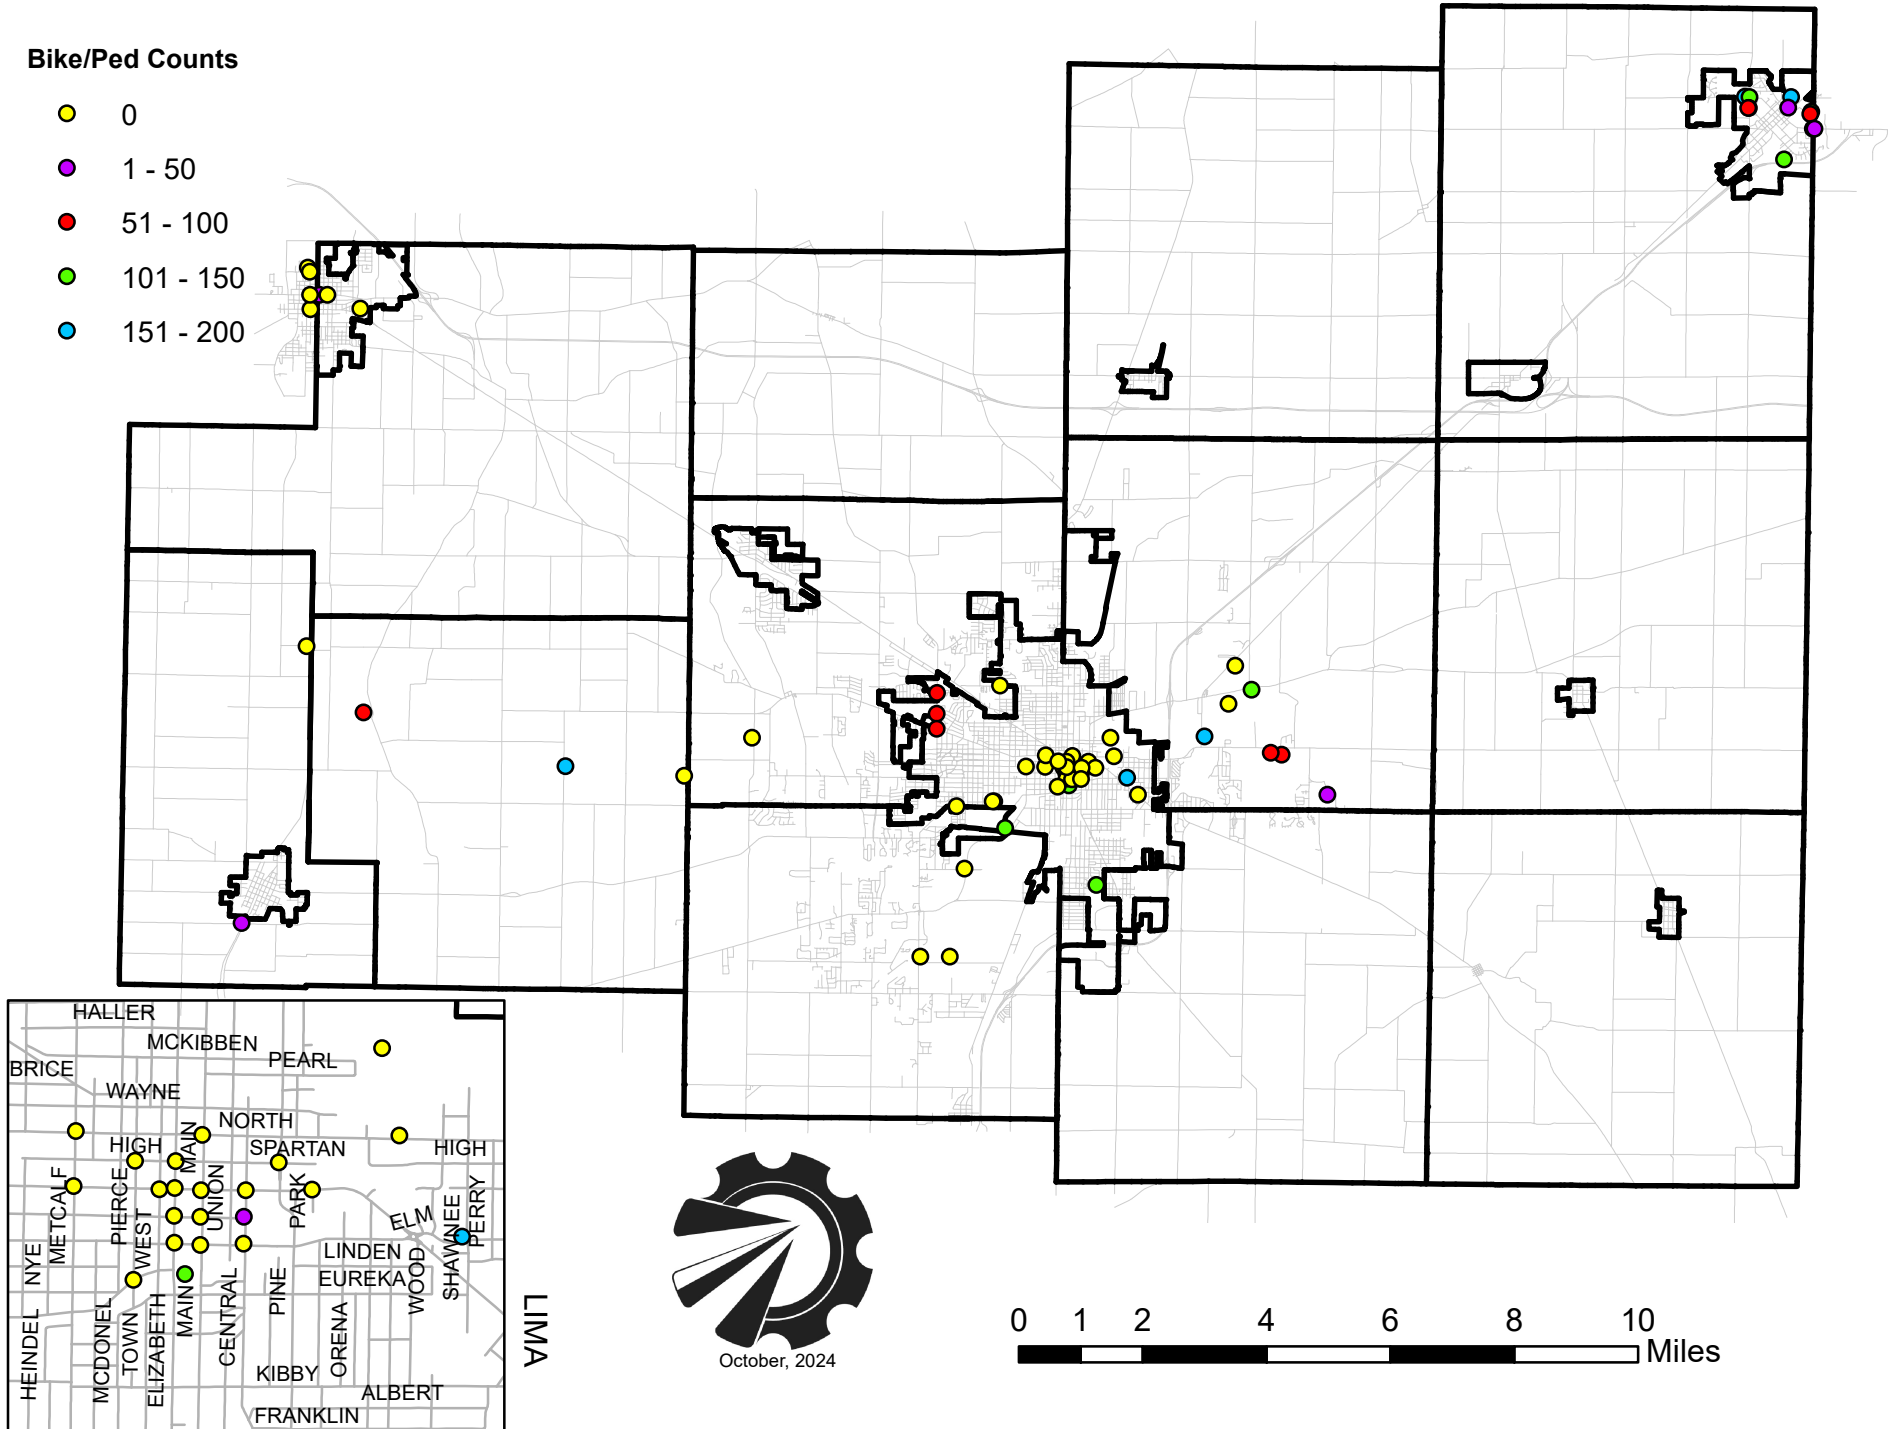 Bike/Ped Counts
0
1 - 50
51 - 100
101 - 150
151 - 200
HALLER
MCKIBBEN
PEARL
BRICE
WAYNE
NORTH
MAIN
HIGH
SPARTAN
HIGH
METCALF
PIERCE
UNION
PARK
PERRY
SHAWNEE
WEST
ELM
NYE
LINDEN
WOOD
EUREKA
PINE
MAIN
CENTRAL
ELIZABETH
TOWN
MCDONEL
HEINDEL
ORENA
KIBBY
ALBERT
FRANKLIN
LIMA
October, 2024
0 1 2 4 6 8 10
Miles